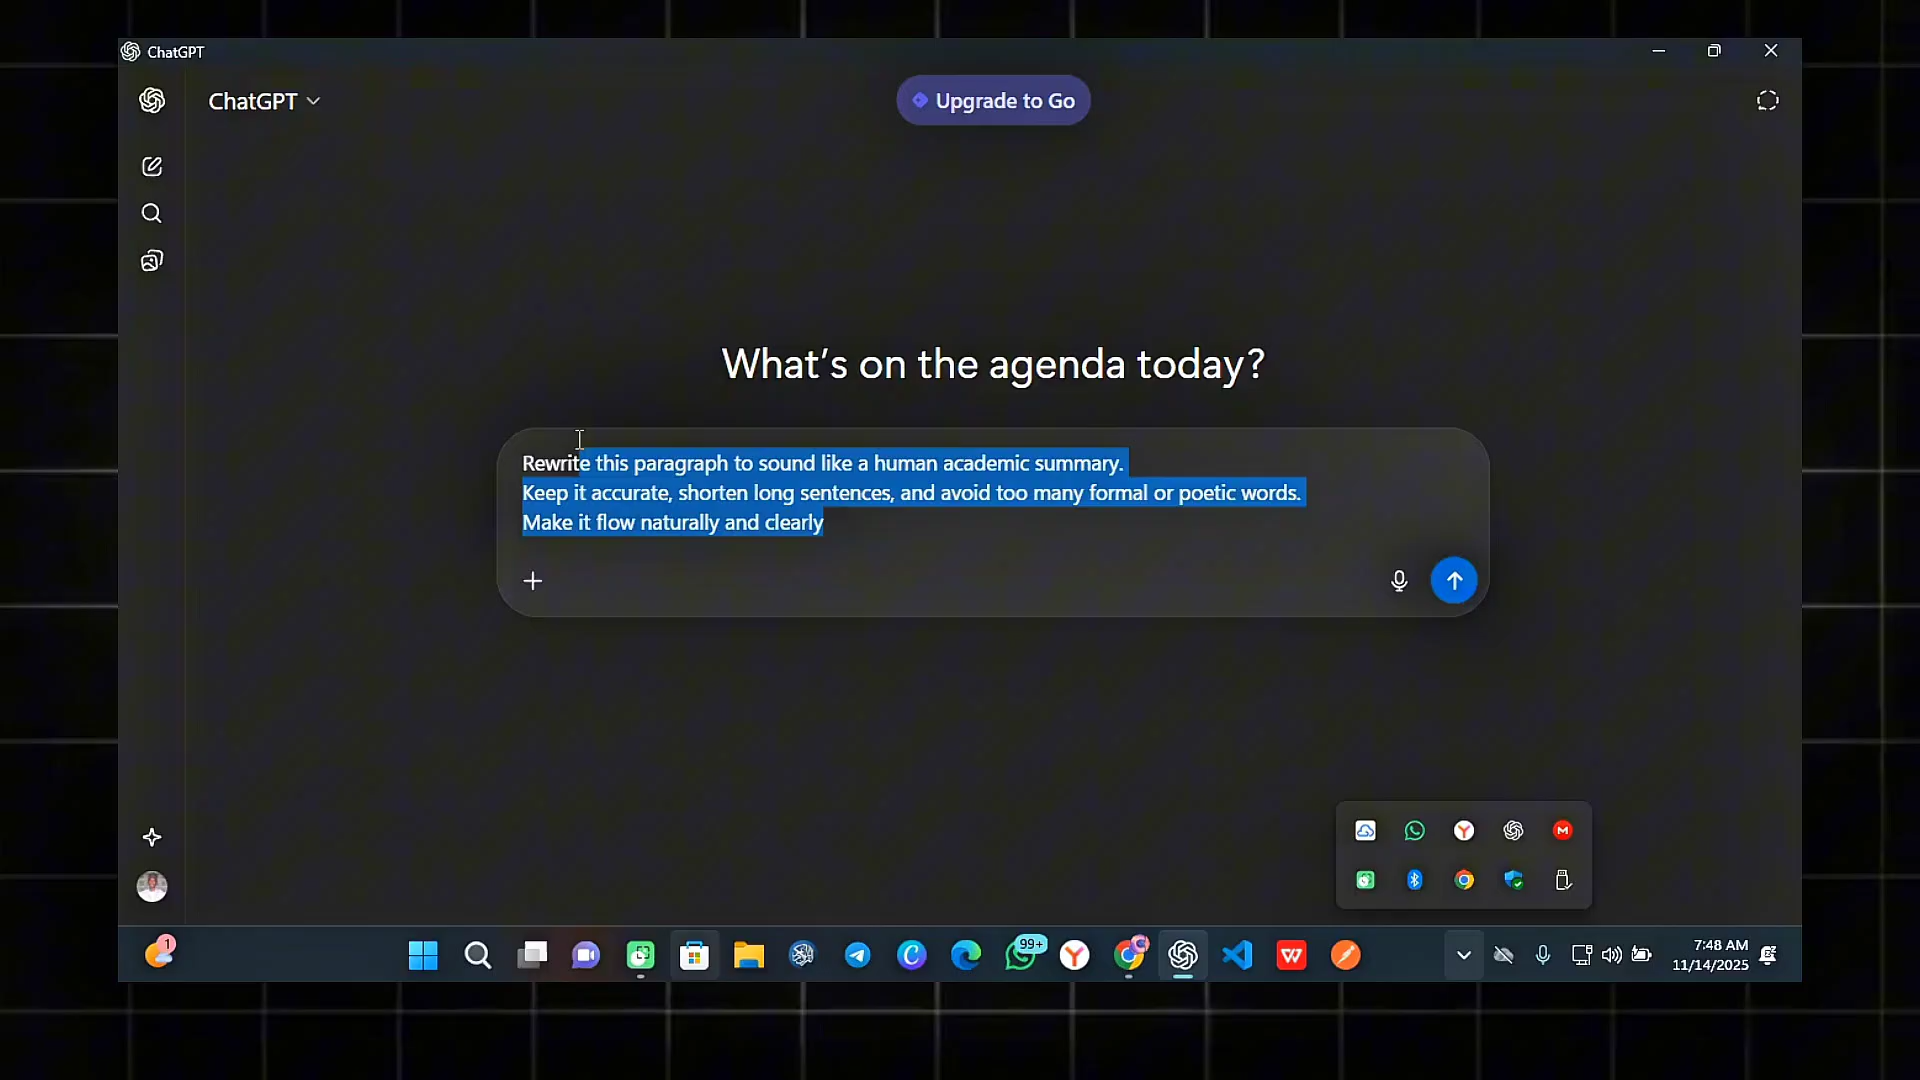 ChatGPT
ChatGPT
Upgrade to Go
What's on the agenda today?
Rewrite this paragraph to sound like a human academic summary.
Keep it accurate, shorten long sentences, and avoid too many formal or poetic words.
Make it flow naturally and clearly
1
99+
7:48 AM
11/14/2025